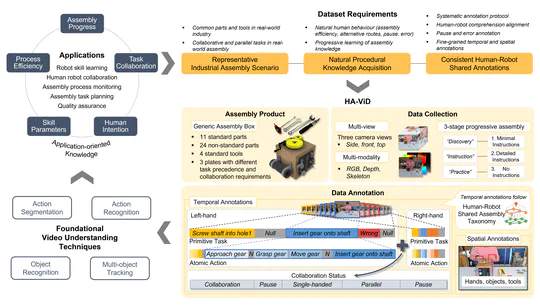 Assembly
Progress
Process
Efficiency
Task
Collaboration
Applications
Robot skill learning
Human robot collaboration
Assembly process monitoring
Assembly task planning
Quality assurance
Skill
Parameters
Human
Intention
Application-oriented
Knowledge
Action
Segmentation
Action
Recognition
Foundational
Video Understanding
Techniques
Object
Recognition
Multi-object
Tracking
Dataset Requirements
• Common parts and tools in real-world
industry
• Collaborative and parallel tasks in real-
world assembly
• Natural human behaviour (assembly
efficiency, alternative routes, pause, error)
• Progressive learning of assembly
knowledge
• Systematic annotation protocol
• Human-robot comprehension alignment
• Pause and error annotation
• Fine-grained temporal and spatial
annotations
Representative
Industrial Assembly Scenario
Natural Procedural
Knowledge Acquisition
Consistent Human-Robot
Shared Annotations
HA-ViD
Assembly Product
Generic Assembly Box
• 11 standard parts
• 24 non-standard parts
• 4 standard tools
• 3 plates with different
task precedence and
collaboration requirements
Data Collection
Multi-view
Three camera views
• Side, front, top
Multi-modality
• RGB, Depth,
Skeleton
3-stage progressive assembly
"Discovery"
1. Minimal
Instructions
"Instruction"
2. Detailed
Instructions
"Practice"
3. No
Instructions
Data Annotation
Temporal Annotations
Left-hand
Right-hand
Screw shaft into hole1
Null
Insert gear onto shaft
Wrong
Null
Primitive Task
Primitive Task
Approach gear
N
Grasp gear
Move gear
N
Insert gear onto shaft
Atomic Action
Atomic Action
Collaboration Status
Collaboration
Pause
Single-handed
Parallel
Pause
Temporal annotations follow
Human-Robot
Shared Assembly
Taxonomy
Spatial Annotations
Hands, objects, tools